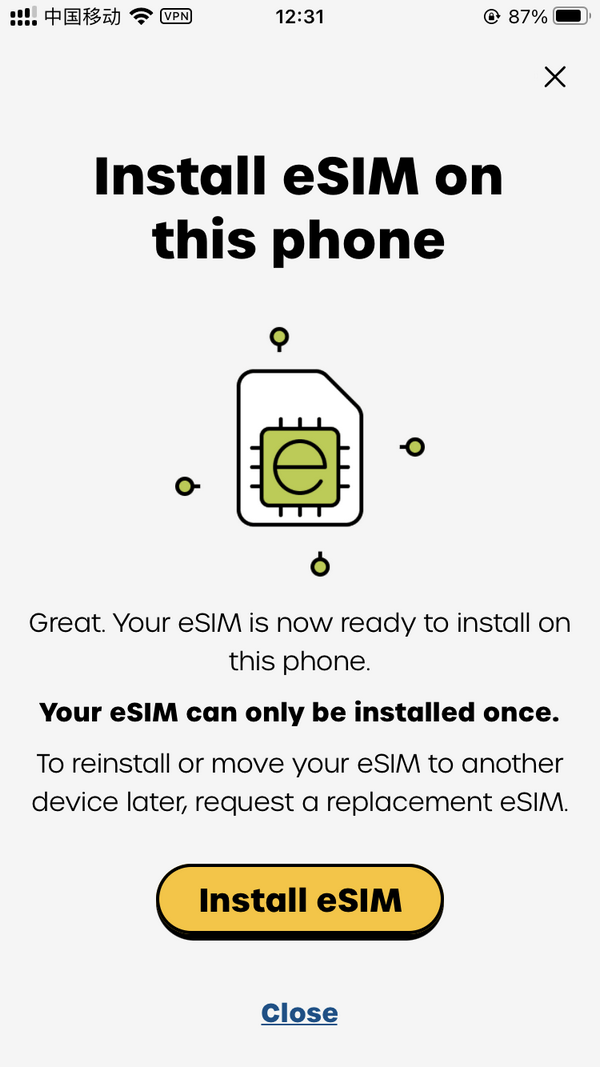 中国移动 VPN 12:31 87%
Install eSIM on
this phone
e
Great. Your eSIM is now ready to install on
this phone.
Your eSIM can only be installed once.
To reinstall or move your eSIM to another
device later, request a replacement eSIM.
Install eSIM
Close